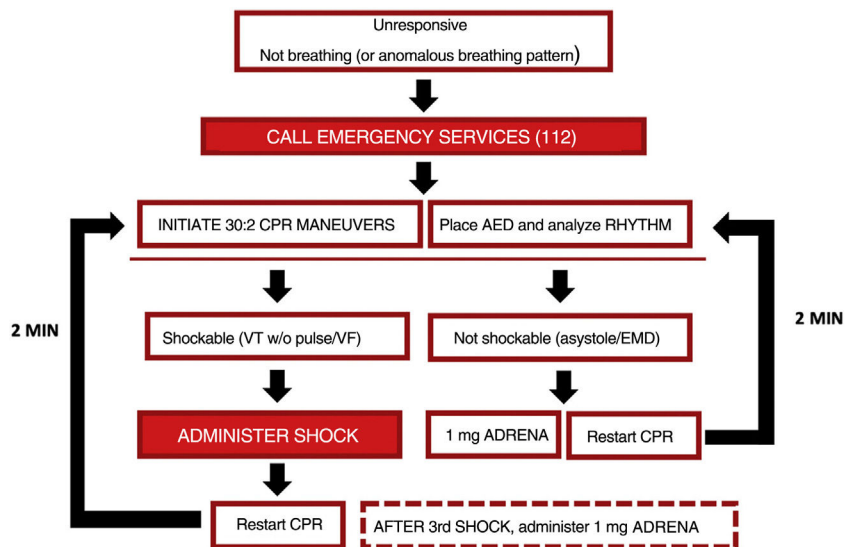 Unresponsive
Not breathing (or anomalous breathing pattern)
CALL EMERGENCY SERVICES (112)
INITIATE 30:2 CPR MANEUVERS
Place AED and analyze RHYTHM
2 MIN
Shockable (VT w/o pulse/VF)
Not shockable (asystole/EMD)
2 MIN
ADMINISTER SHOCK
1 mg ADRENA
Restart CPR
Restart CPR
AFTER 3rd SHOCK, administer 1 mg ADRENA